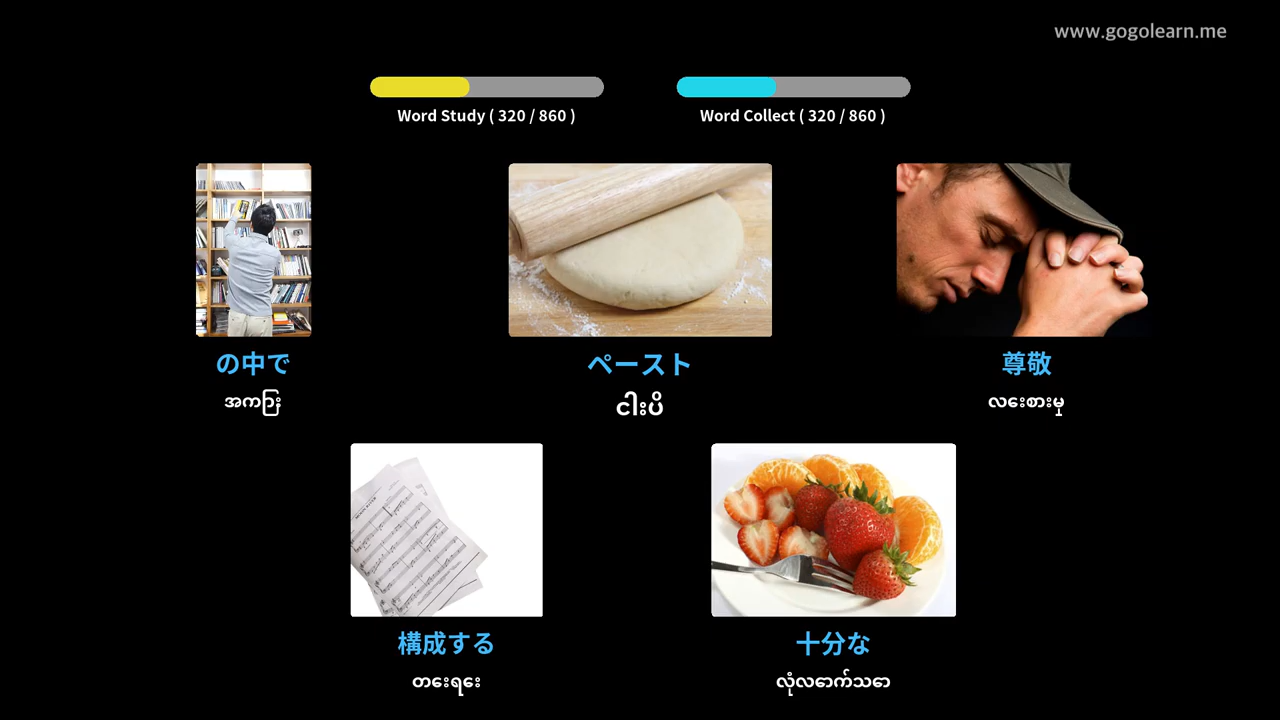 www.gogolearn.me
Word Study ( 320 / 860 )
Word Collect ( 320 / 860 )
の中で
ペースト
尊敬
အကြား
ငါးပိ
လေးစားမှု
構成する
十分な
တေးရေး
လုံလောက်သော